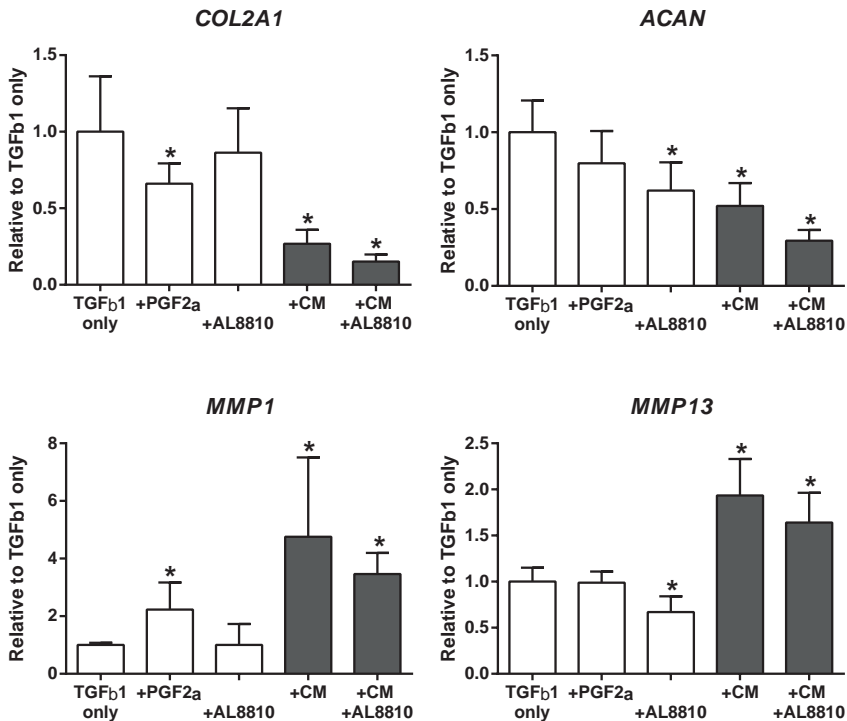 COL2A1
Relative to TGFb1 only
1.5
1.0
0.5
0.0
*
*
*
TGFb1 only
+PGF2a
+AL8810
+CM
+CM +AL8810
ACAN
Relative to TGFb1 only
1.5
1.0
0.5
0.0
*
*
*
TGFb1 only
+PGF2a
+AL8810
+CM
+CM +AL8810
MMP1
Relative to TGFb1 only
8
6
4
2
0
*
*
*
TGFb1 only
+PGF2a
+AL8810
+CM
+CM +AL8810
MMP13
Relative to TGFb1 only
2.5
2.0
1.5
1.0
0.5
0.0
*
*
*
TGFb1 only
+PGF2a
+AL8810
+CM
+CM +AL8810